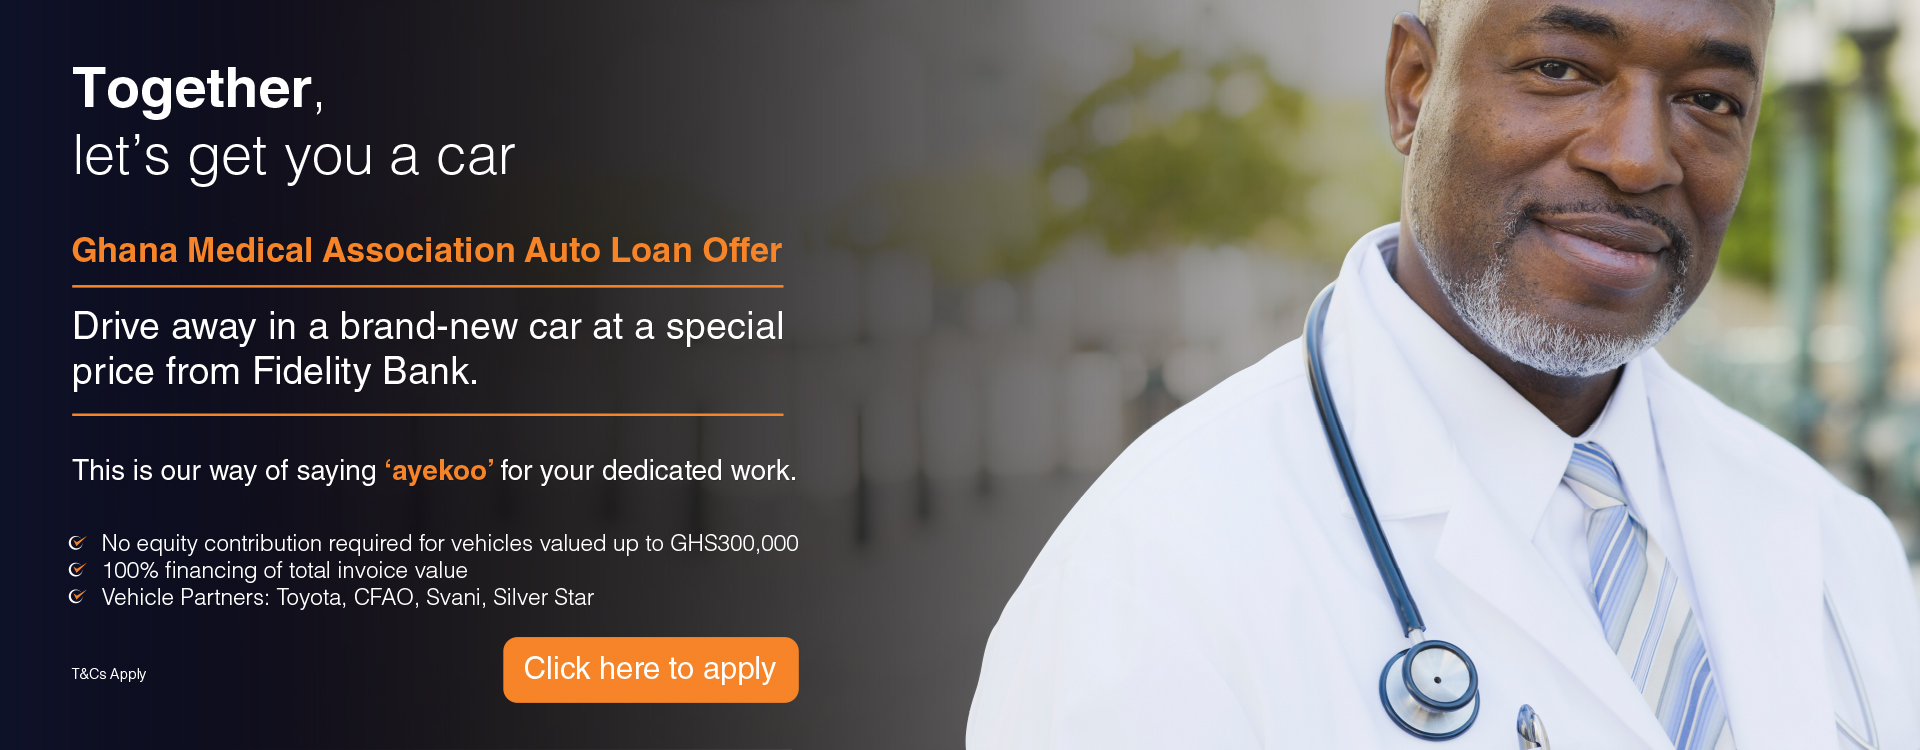 Together,
let’s get you a car
Ghana Medical Association Auto Loan Offer
Drive away in a brand-new car at a special
price from Fidelity Bank.
This is our way of saying ‘ayekoo’ for your dedicated work.
No equity contribution required for vehicles valued up to GHS300,000
100% financing of total invoice value
Vehicle Partners: Toyota, CFAO, Svani, Silver Star
T&Cs Apply
Click here to apply